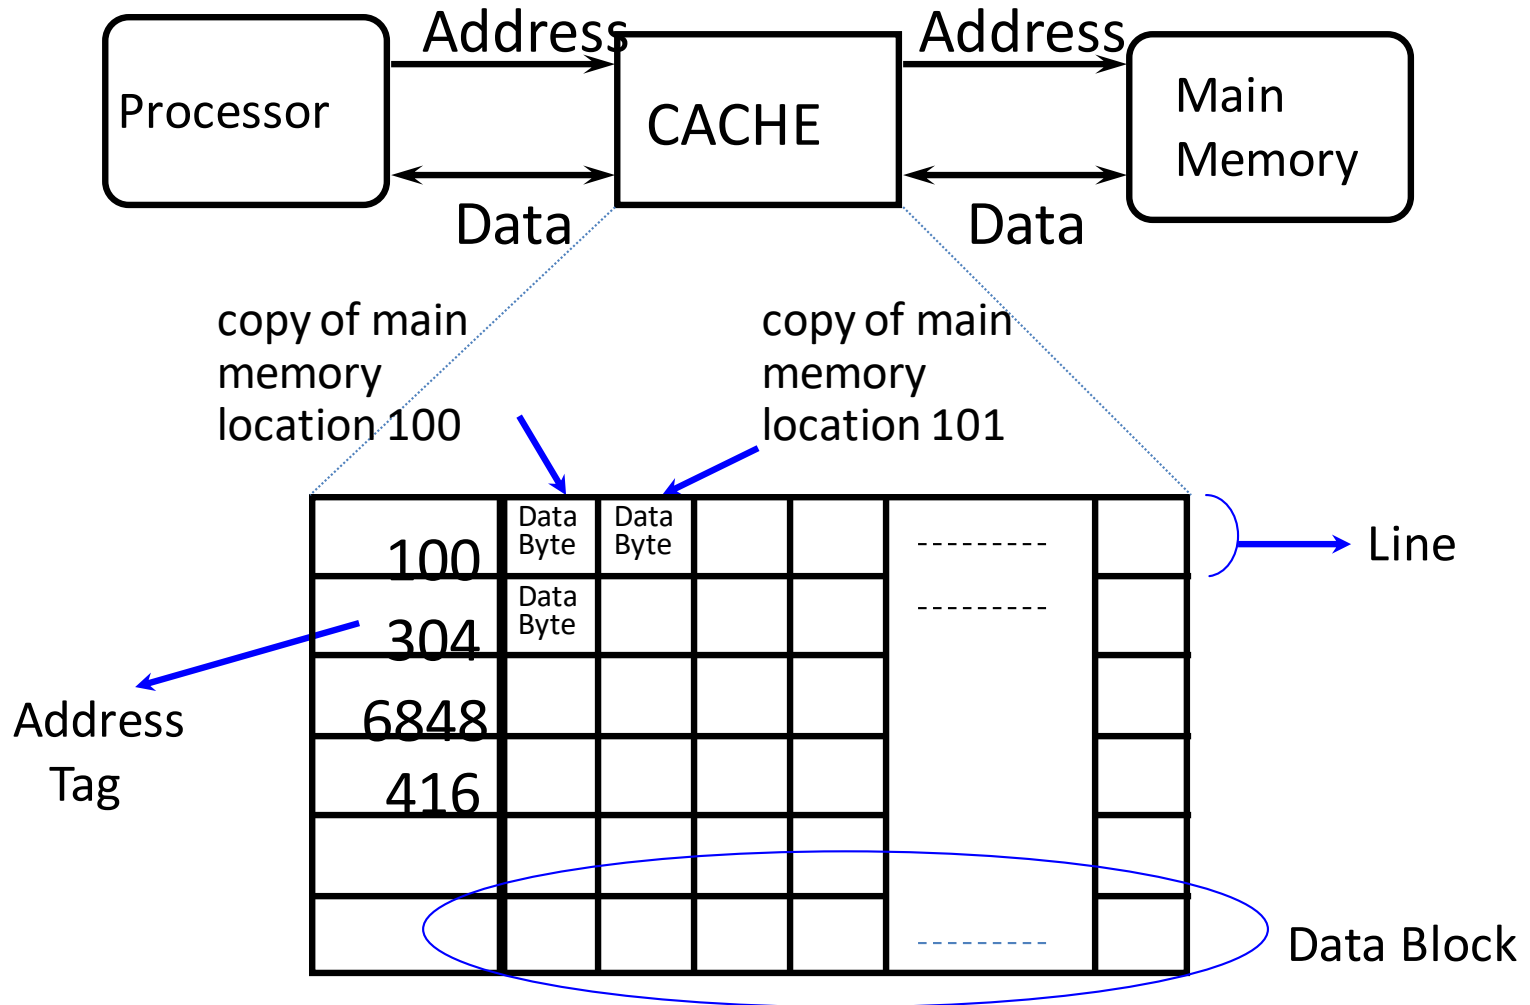 Address
Address
Processor
CACHE
Main
Memory
Data
Data
copy of main
memory
location 100
copy of main
memory
location 101
Data
Byte
Data
Byte
100
Line
Data
Byte
304
Address
Tag
6848
416
Data Block